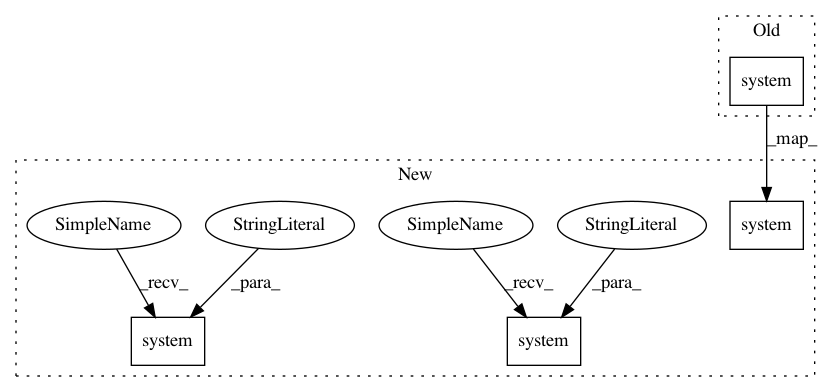 Old
system
_map_
New
SimpleName
StringLiteral
SimpleName
StringLiteral
system
_recv_
_para_
_recv_
_para_
system
system